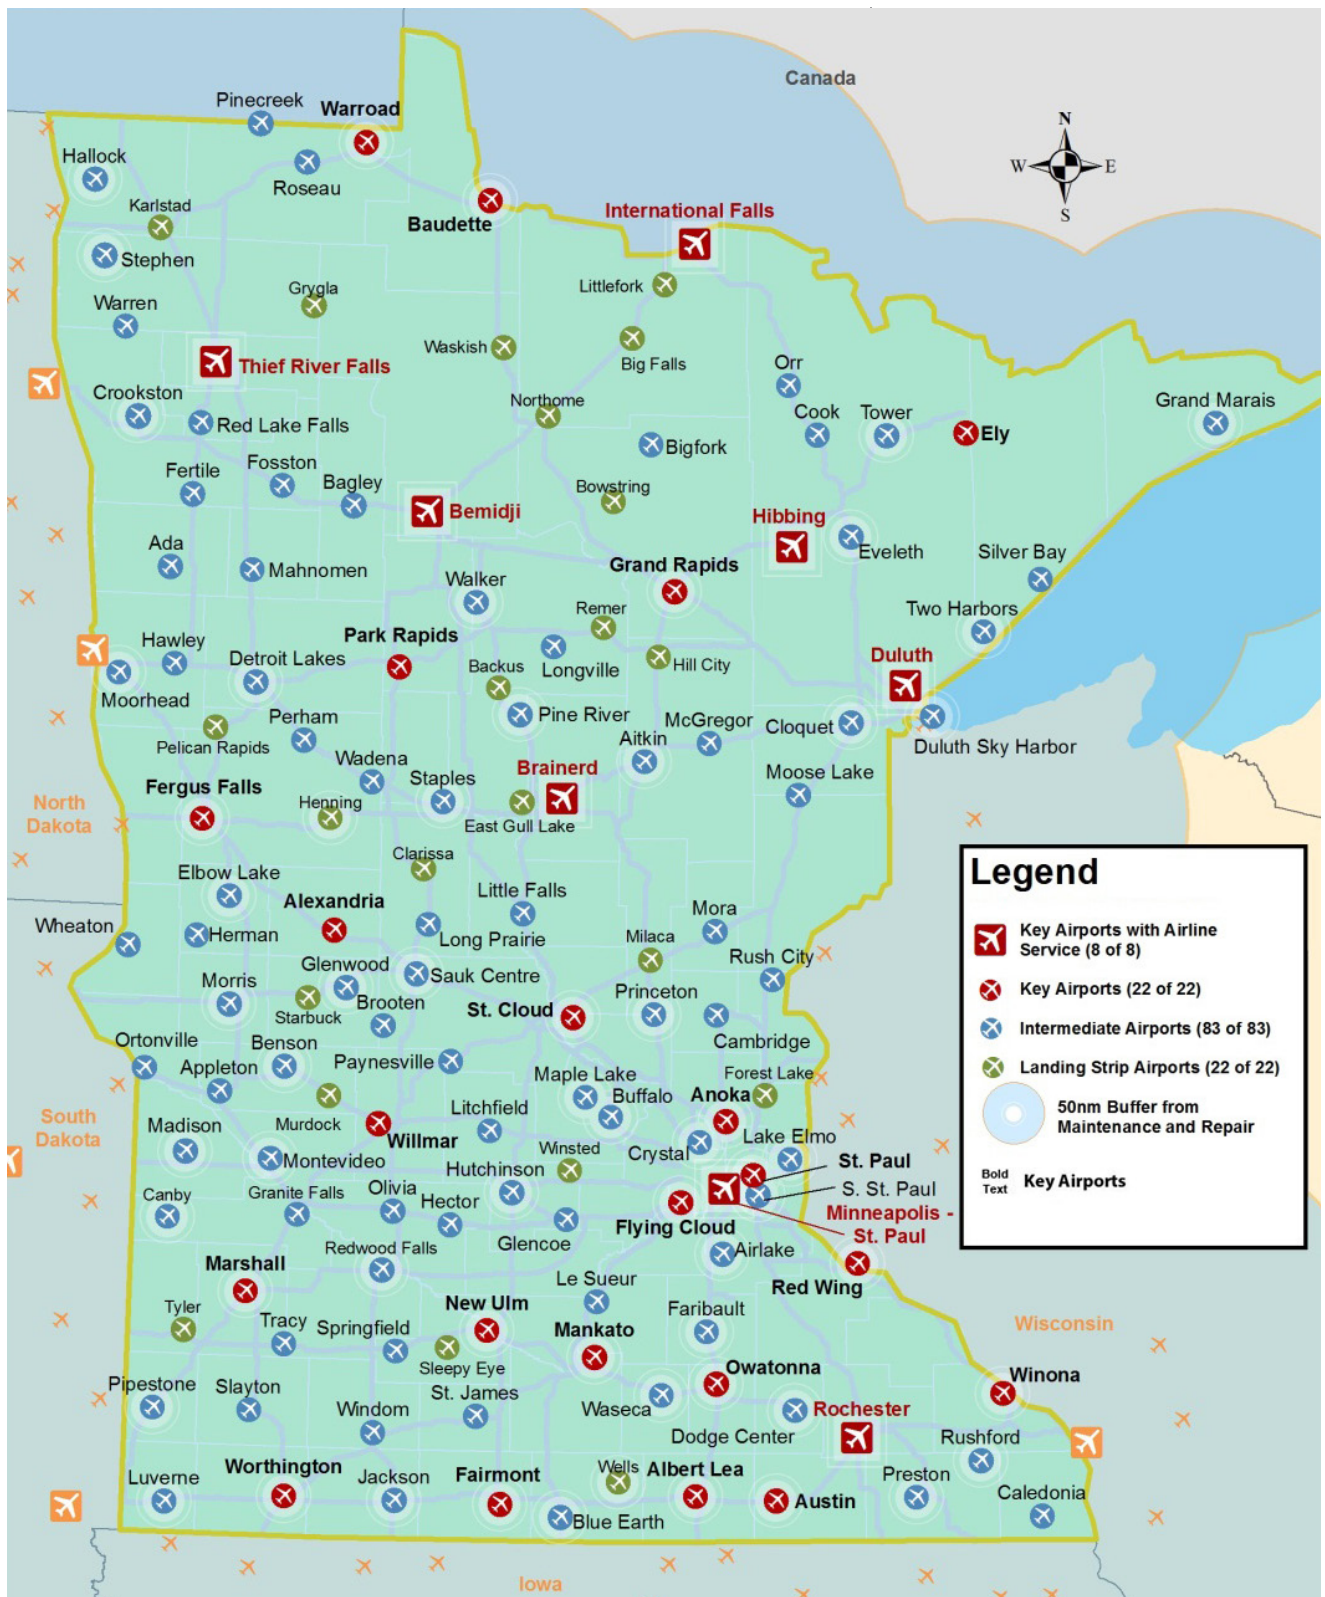 Canada
Pinecreek
Warroad
N
W
E
S
Hallock
Roseau
Karlstad
Baudette
International Falls
Stephen
Littlefork
Grygla
Warren
Waskish
Big Falls
Thief River Falls
Orr
Crookston
Northome
Cook
Tower
Grand Marais
Red Lake Falls
Ely
Bigfork
Fosston
Fertile
Bagley
Bowstring
Bemidji
Hibbing
Ada
Eveleth
Silver Bay
Mahnomen
Walker
Grand Rapids
Remer
Two Harbors
Park Rapids
Hawley
Detroit Lakes
Longville
Hill City
Duluth
Backus
Moorhead
Perham
Pine River
McGregor
Cloquet
Pelican Rapids
Aitkin
Duluth Sky Harbor
Wadena
Brainerd
Moose Lake
Staples
Fergus Falls
North
Dakota
Henning
East Gull Lake
Clarissa
Elbow Lake
Alexandria
Little Falls
Mora
Wheaton
Herman
Long Prairie
Milaca
Rush City
Glenwood
Sauk Centre
Morris
Princeton
Brooten
St. Cloud
Starbuck
Ortonville
Benson
Cambridge
Appleton
Paynesville
Maple Lake
Forest Lake
Buffalo
Anoka
South
Dakota
Madison
Murdock
Litchfield
Willmar
Lake Elmo
Winsted
Crystal
Montevideo
Hutchinson
St. Paul
S. St. Paul
Canby
Granite Falls
Olivia
Hector
Minneapolis -
St. Paul
Flying Cloud
Glencoe
Redwood Falls
Airlake
Marshall
Le Sueur
Red Wing
Tyler
Tracy
Springfield
New Ulm
Mankato
Faribault
Wisconsin
Sleepy Eye
Owatonna
Winona
Pipestone
Slayton
St. James
Waseca
Windom
Rochester
Dodge Center
Rushford
Luverne
Worthington
Jackson
Fairmont
Wells
Albert Lea
Preston
Caledonia
Austin
Blue Earth
Iowa
Legend
Key Airports with Airline
Service (8 of 8)
Key Airports (22 of 22)
Intermediate Airports (83 of 83)
Landing Strip Airports (22 of 22)
50nm Buffer from
Maintenance and Repair
Bold
Text
Key Airports